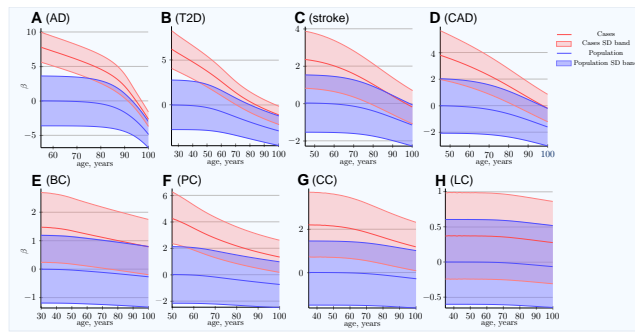 A (AD) B (T2D) C (stroke) D (CAD)
Cases
Cases SD band
Population
Population SD band
10
5
0
−5
β
60 70 80 90 100
age, years
5
0
30 40 50 60 70 80 90 100
age, years
4
2
0
−2
50 60 70 80 90 100
age, years
4
2
0
−2
50 60 70 80 90 100
age, years
E (BC) F (PC) G (CC) H (LC)
2
1
0
−1
β
30 40 50 60 70 80 90 100
age, years
6
4
2
0
−2
50 60 70 80 90 100
age, years
2
0
40 50 60 70 80 90 100
age, years
1
0.5
0
−0.5
40 50 60 70 80 90 100
age, years